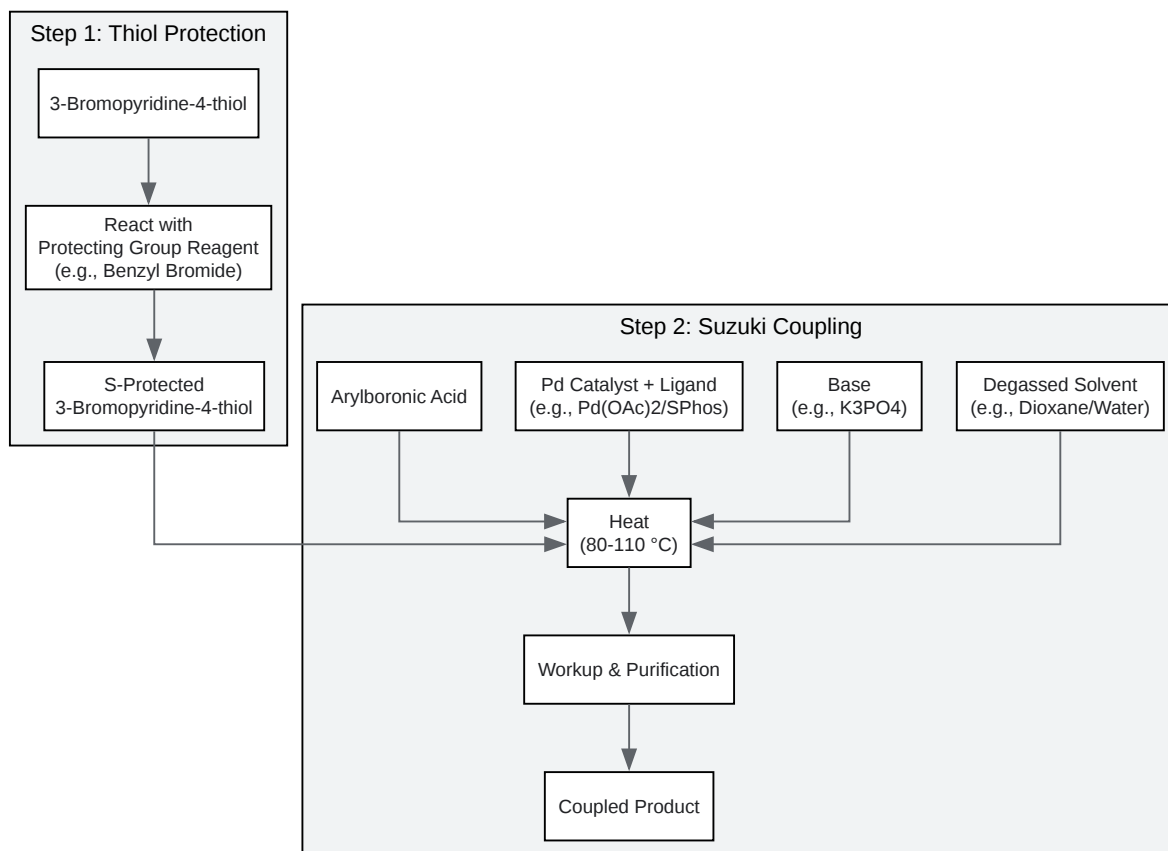 Step 1: Thiol Protection
3-Bromopyridine-4-thiol
React with
Protecting Group Reagent
(e.g., Benzyl Bromide)
S-Protected
3-Bromopyridine-4-thiol
Step 2: Suzuki Coupling
Arylboronic Acid
Pd Catalyst + Ligand
(e.g., Pd(OAc)2/SPhos)
Base
(e.g., K3PO4)
Degassed Solvent
(e.g., Dioxane/Water)
Heat
(80-110 °C)
Workup & Purification
Coupled Product